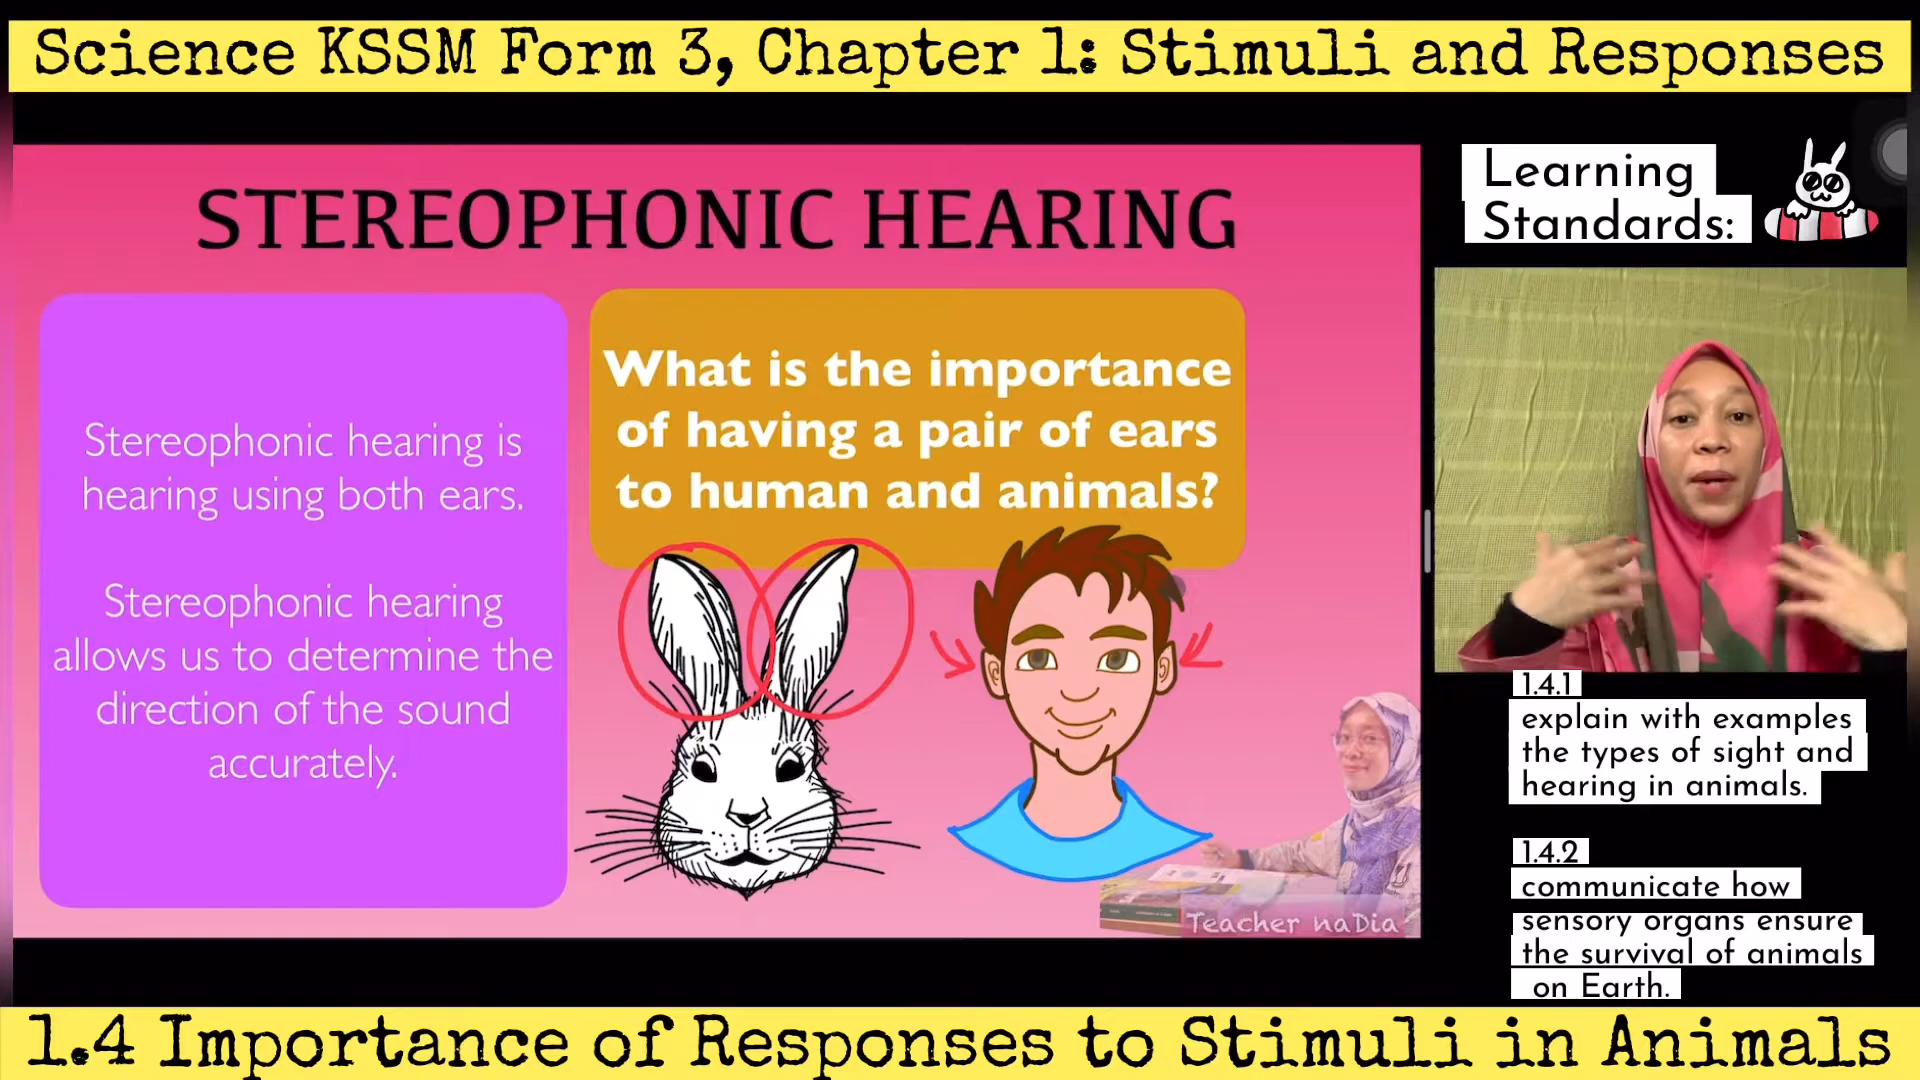 Science KSSM Form 3, Chapter 1: Stimuli and Responses
STEREOPHONIC HEARING
Stereophonic hearing is
hearing using both ears.
Stereophonic hearing
allows us to determine the
direction of the sound
accurately.
What is the importance
of having a pair of ears
to human and animals?
Teacher naDia
Learning
Standards:
1.4.1
explain with examples
the types of sight and
hearing in animals.
1.4.2
communicate how
sensory organs ensure
the survival of animals
on Earth.
1.4 Importance of Responses to Stimuli in Animals